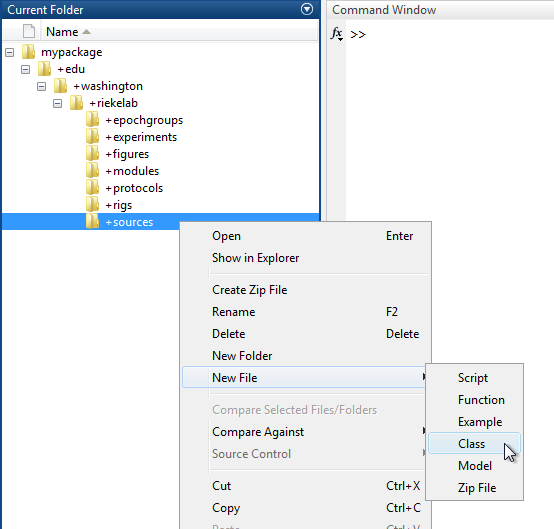 Current Folder
Command Window
Name
fx >>
mypackage
+edu
+washington
+riekelab
+epochgroups
+experiments
+figures
+modules
+protocols
+rigs
+sources
Open Enter
Show in Explorer
Create Zip File
Rename F2
Delete Delete
New Folder
New File
Script
Function
Example
Class
Model
Zip File
Compare Selected Files/Folders
Compare Against
Source Control
Cut Ctrl+X
Copy Ctrl+C